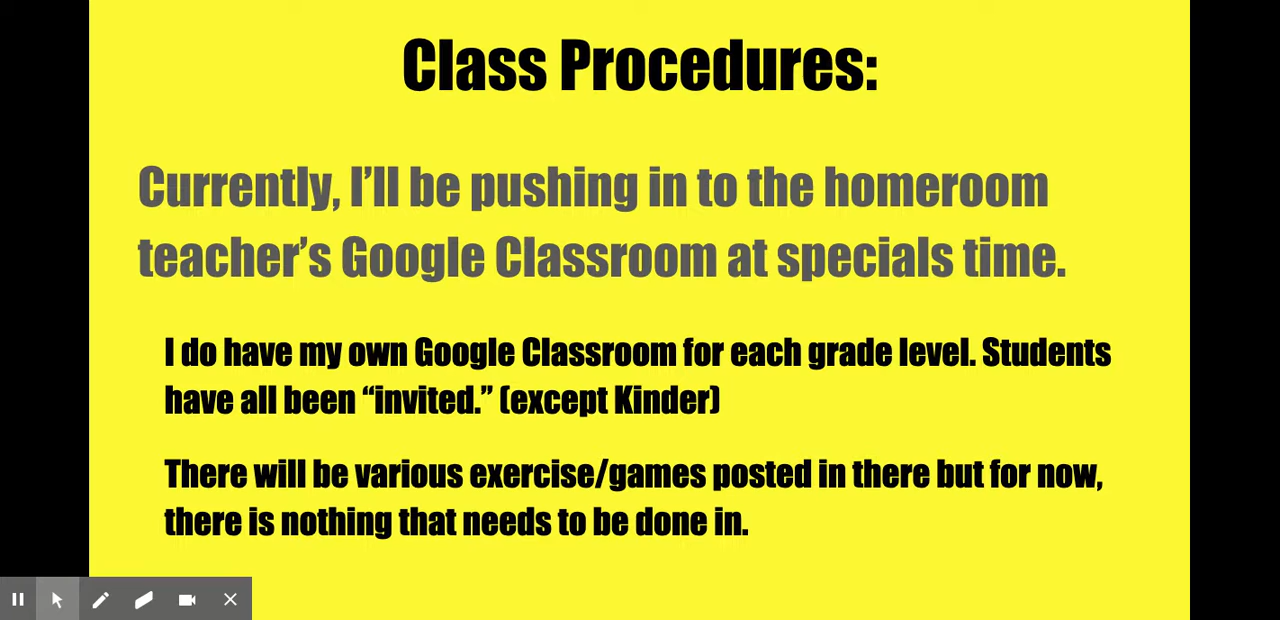 Class Procedures:
Currently, I’ll be pushing in to the homeroom
teacher’s Google Classroom at specials time.
I do have my own Google Classroom for each grade level. Students
have all been “invited.” (except Kinder)
There will be various exercise/games posted in there but for now,
there is nothing that needs to be done in.